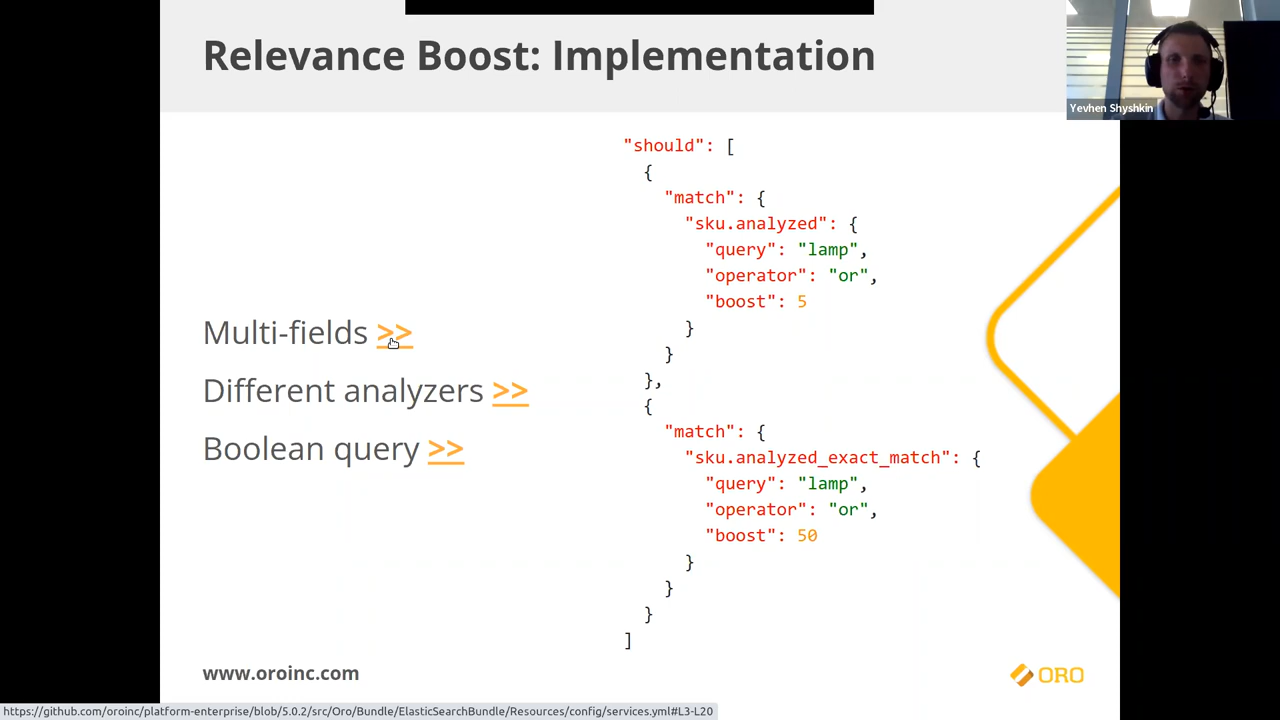 Relevance Boost: Implementation
Yevhen Shyshkin
Multi-fields >>
Different analyzers >>
Boolean query >>
"should": [
{
"match": {
"sku.analyzed": {
"query": "lamp",
"operator": "or",
"boost": 5
}
}
},
{
"match": {
"sku.analyzed_exact_match": {
"query": "lamp",
"operator": "or",
"boost": 50
}
}
}
]
www.oroinc.com
ORO
https://github.com/oroinc/platform-enterprise/blob/5.0.2/src/Oro/Bundle/ElasticSearchBundle/Resources/config/services.yml#L3-L20